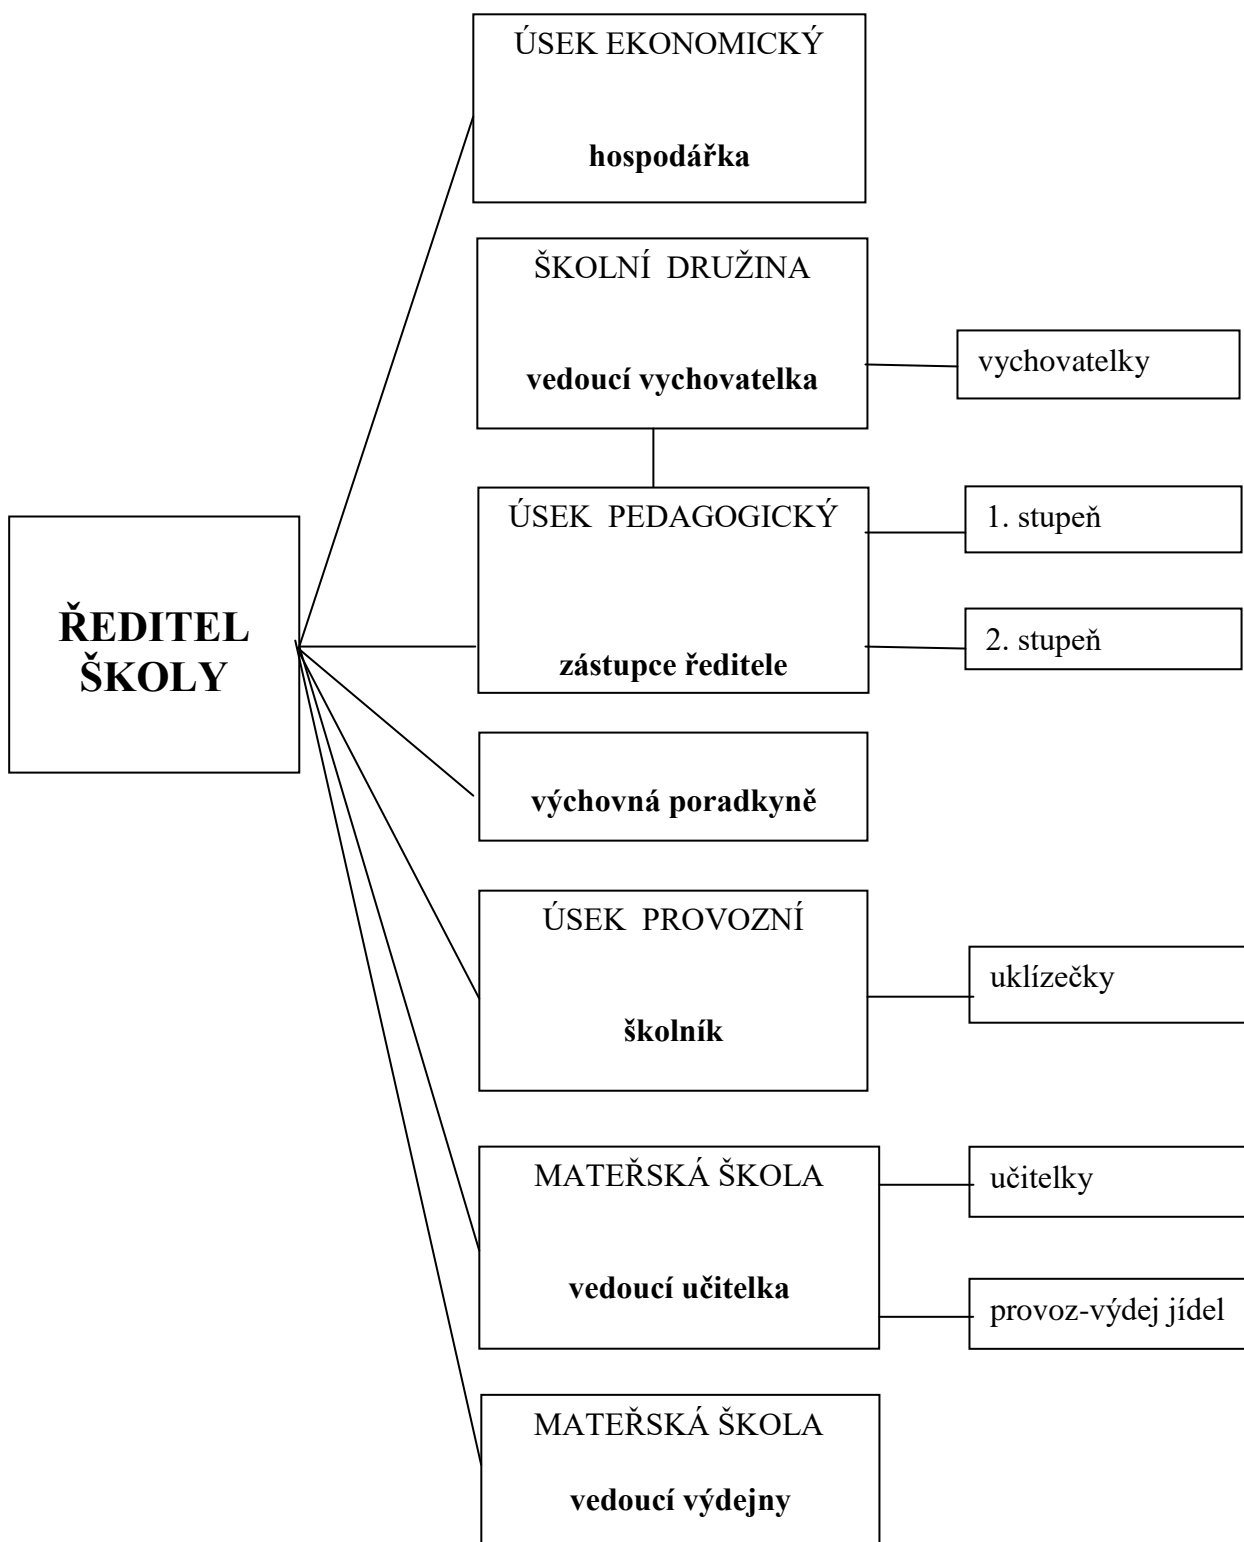 ÚSEK EKONOMICKÝ
hospodářka
ŠKOLNÍ DRUŽINA
vedoucí vychovatelka
vychovatelky
ÚSEK PEDAGOGICKÝ
zástupce ředitele
1. stupeň
2. stupeň
ŘEDITEL
ŠKOLY
výchovná poradkyně
ÚSEK PROVOZNÍ
školník
uklízečky
MATEŘSKÁ ŠKOLA
vedoucí učitelka
učitelky
provoz-výdej jídel
MATEŘSKÁ ŠKOLA
vedoucí výdejny